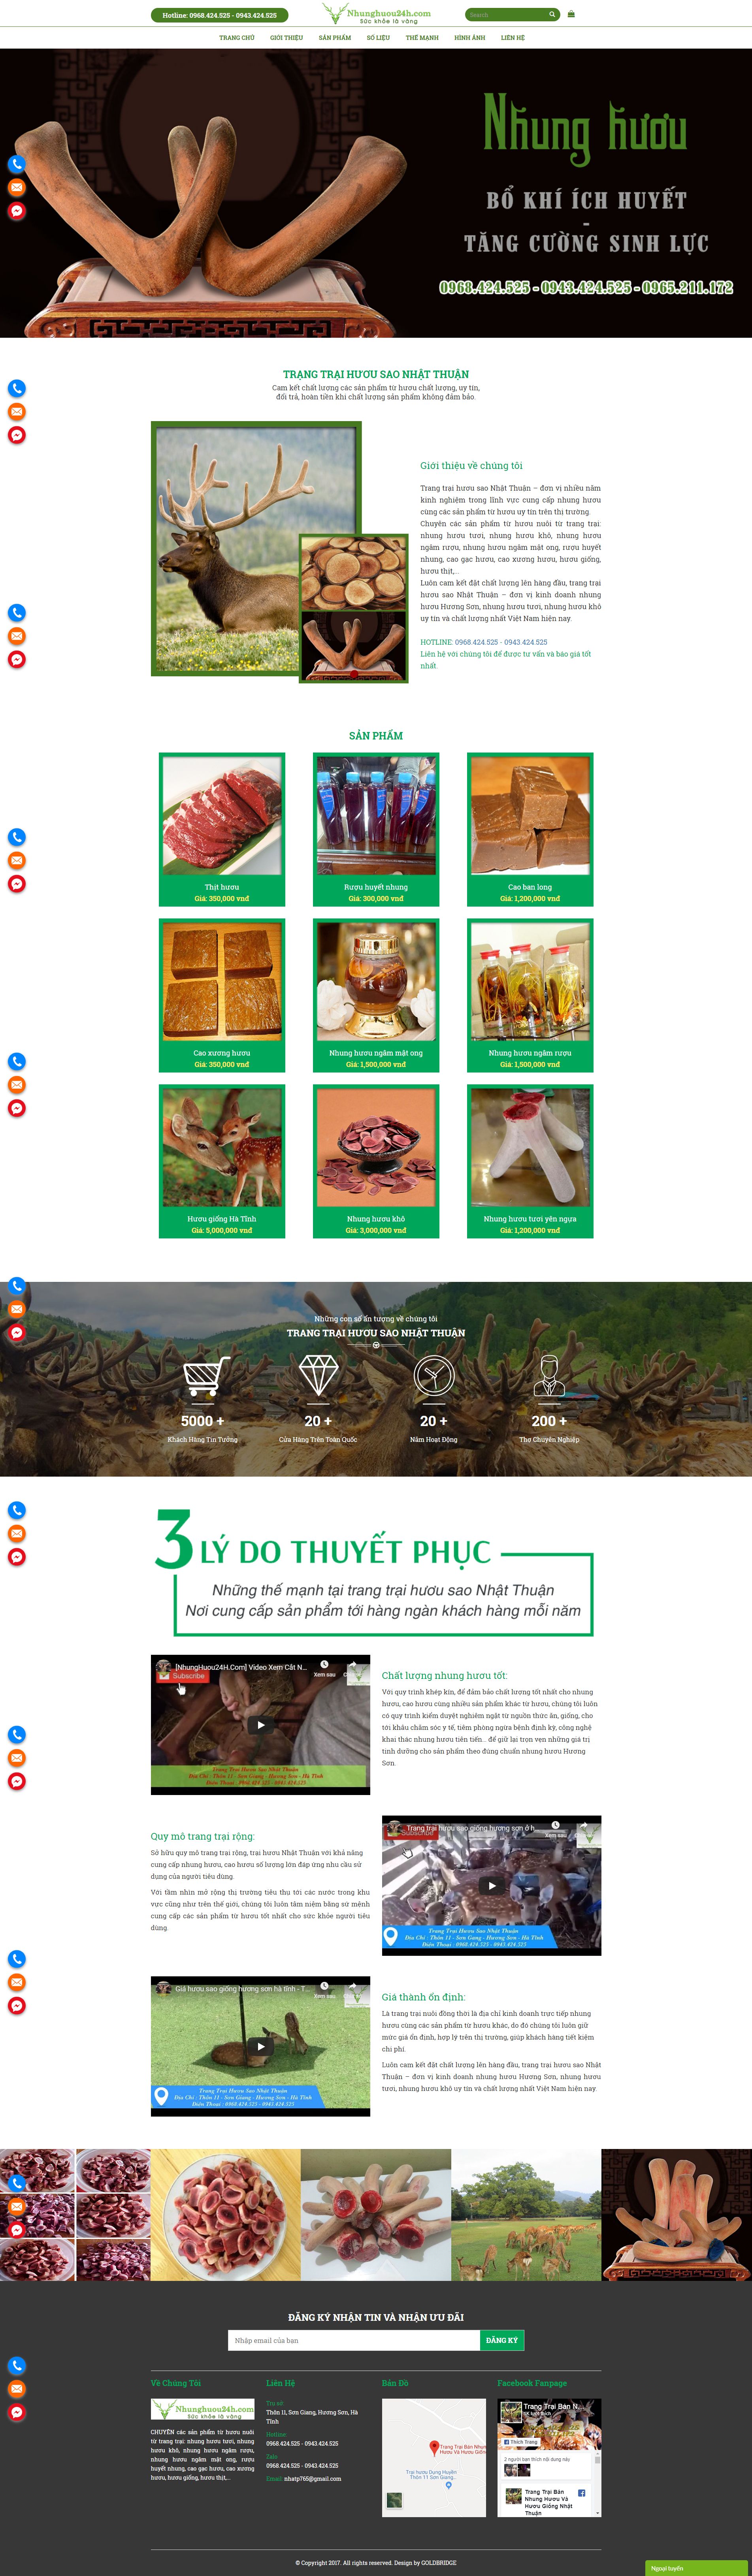 Hotline: 0968.424.525 - 0943.424.525
Nhunghuou24h.com
Sức khỏe là vàng
Search
TRANG CHỦ
GIỚI THIỆU
SẢN PHẨM
SỐ LIỆU
THẾ MẠNH
HÌNH ẢNH
LIÊN HỆ
Nhung hươu
BỔ KHÍ ÍCH HUYẾT
-
TĂNG CƯỜNG SINH LỰC
0963.424.525 - 0943.424.525 - 0965.211.172
TRANG TRẠI HƯƠU SAO NHẬT THUẬN
Cam kết chất lượng các sản phẩm từ hươu chất lượng, uy tín,
đổi trả, hoàn tiền khi chất lượng sản phẩm không đảm bảo.
Giới thiệu về chúng tôi
Trang trại hươu sao Nhật Thuận – đơn vị nhiều năm
kinh nghiệm trong lĩnh vực cung cấp nhung hươu
cùng các sản phẩm từ hươu uy tín trên thị trường.
Chuyên các sản phẩm từ hươu nuôi từ trang trại:
nhung hươu tươi, nhung hươu khô, nhung hươu
ngâm rượu, nhung hươu ngâm mật ong, rượu huyết
nhung, cao gạc hươu, cao xương hươu, hươu giống,
hươu thịt,...
Luôn cam kết đặt chất lượng lên hàng đầu, trang trại
hươu sao Nhật Thuận – đơn vị kinh doanh nhung
hươu Hương Sơn, nhung hươu tươi, nhung hươu khô
uy tín và chất lượng nhất Việt Nam hiện nay.
HOTLINE: 0968.424.525 - 0943.424.525
Liên hệ với chúng tôi để được tư vấn và báo giá tốt
nhất.
SẢN PHẨM
Thịt hươu
Giá: 350,000 vnđ
Rượu huyết nhung
Giá: 300,000 vnđ
Cao ban long
Giá: 1,200,000 vnđ
Cao xương hươu
Giá: 350,000 vnđ
Nhung hươu ngâm mật ong
Giá: 1,500,000 vnđ
Nhung hươu ngâm rượu
Giá: 1,500,000 vnđ
Hươu giống Hà Tĩnh
Giá: 5,000,000 vnđ
Nhung hươu khô
Giá: 3,000,000 vnđ
Nhung hươu tươi yên ngựa
Giá: 1,200,000 vnđ
Những con số ấn tượng về chúng tôi
TRANG TRẠI HƯƠU SAO NHẬT THUẬN
5000 +
Khách Hàng Tin Tưởng
20 +
Cửa Hàng Trên Toàn Quốc
20 +
Năm Hoạt Động
200 +
Thợ Chuyên Nghiệp
3 LÝ DO THUYẾT PHỤC
Những thế mạnh tại trang trại hươu sao Nhật Thuận
Nơi cung cấp sản phẩm tới hàng ngàn khách hàng mỗi năm
[NhungHuou24H.Com] Video Xem Cắt N...
Subscribe
Xem sau
Trang Trại Hươu Sao Nhật Thuận
Địa Chỉ : Thôn 11 - Sơn Giang - Hương Sơn - Hà Tĩnh
Điện Thoại : 0968.424.525 - 0943.424.525
Chất lượng nhung hươu tốt:
Với quy trình khép kín, để đảm bảo chất lượng tốt nhất cho nhung
hươu, cao hươu cùng nhiều sản phẩm khác từ hươu, chúng tôi luôn
có quy trình kiểm duyệt nghiêm ngặt từ nguồn thức ăn, giống, cho
tới khâu chăm sóc y tế, tiêm phòng ngừa bệnh định kỳ, công nghệ
khai thác nhung hươu tiên tiến... để giữ lại trọn vẹn những giá trị
tinh dưỡng cho sản phẩm theo đúng chuẩn nhung hươu Hương
Sơn.
Quy mô trang trại rộng:
Sở hữu quy mô trang trại rộng, trại hươu Nhật Thuận với khả năng
cung cấp nhung hươu, cao hươu số lượng lớn đáp ứng nhu cầu sử
dụng của người tiêu dùng.
Với tầm nhìn mở rộng thị trường tiêu thu tới các nước trong khu
vực cũng như trên thế giới, chúng tôi luôn tâm niệm bằng sứ mệnh
cung cấp các sản phẩm từ hươu tốt nhất cho sức khỏe người tiêu
dùng.
Trang trại hươu sao giống hương sơn ở h...
Subscribe
Xem sau
Trang Trại Hươu Sao Nhật Thuận
Địa Chỉ : Thôn 11 - Sơn Giang - Hương Sơn - Hà Tĩnh
Điện Thoại : 0968.424.525 - 0943.424.525
Giá hươu sao giống hương sơn hà tĩnh - T...
Xem sau
Trang Trại Hươu Sao Nhật Thuận
Địa Chỉ : Thôn 11 - Sơn Giang - Hương Sơn - Hà Tĩnh
Điện Thoại : 0968.424.525 - 0943.424.525
Giá thành ổn định:
Là trang trại nuôi đồng thời là địa chỉ kinh doanh trực tiếp nhung
hươu cùng các sản phẩm từ hươu khác, do đó chúng tôi luôn giữ
mức giá ổn định, hợp lý trên thị trường, giúp khách hàng tiết kiệm
chi phí.
Luôn cam kết đặt chất lượng lên hàng đầu, trang trại hươu sao Nhật
Thuận – đơn vị kinh doanh nhung hươu Hương Sơn, nhung hươu
tươi, nhung hươu khô uy tín và chất lượng nhất Việt Nam hiện nay.
ĐĂNG KÝ NHẬN TIN VÀ NHẬN ƯU ĐÃI
Nhập email của bạn
ĐĂNG KÝ
Về Chúng Tôi
Nhunghuou24h.com
Sức khỏe là vàng
CHUYÊN các sản phẩm từ hươu nuôi
từ trang trại: nhung hươu tươi, nhung
hươu khô, nhung hươu ngâm rượu,
nhung hươu ngâm mật ong, rượu
huyết nhung, cao gạc hươu, cao xương
hươu, hươu giống, hươu thịt,...
Liên Hệ
Trụ sở:
Thôn 11, Sơn Giang, Hương Sơn, Hà
Tĩnh
Hotline:
0968.424.525 - 0943.424.525
Zalo:
0968.424.525 - 0943.424.525
Email: nhatp765@gmail.com
Bản Đồ
Trang Trại Bán Nhung
Hươu Và Hươu Giống
Trại hươu Dung Huyền
Thôn 11 Sơn Giang...
Facebook Fanpage
Trang Trại Bán N...
Thích Trang
2 người bạn thích nội dung này
Trang Trại Bán
Nhung Hươu Và
Hươu Giống Nhật
Thuận
© Copyright 2017. All rights reserved. Design by GOLDBRIDGE
Ngoại tuyến